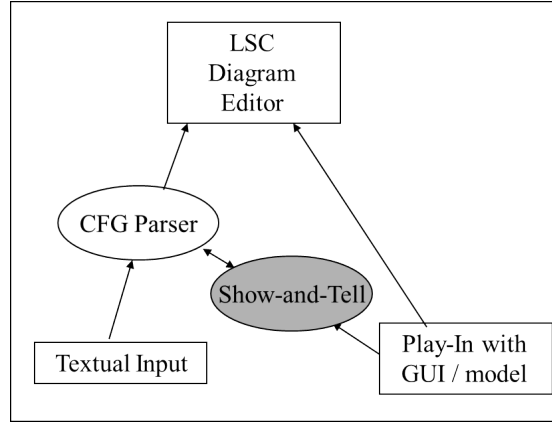 LSC
Diagram
Editor
CFG Parser
Show-and-Tell
Textual Input
Play-In with
GUI / model